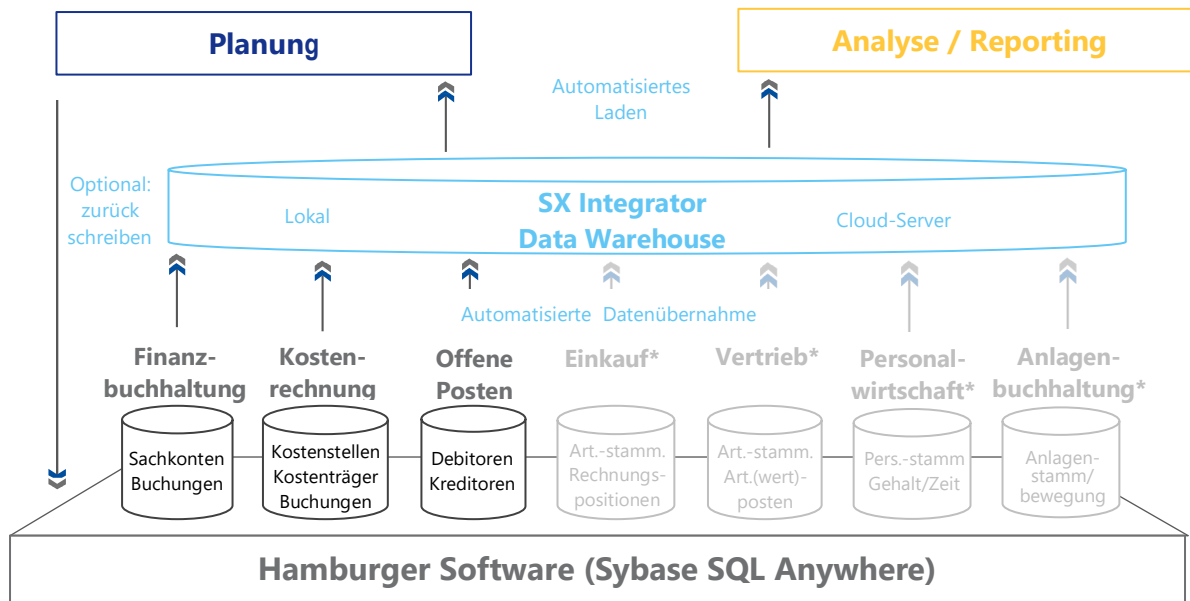 Planung
Analyse / Reporting
Automatisiertes
Laden
Optional:
zurück
schreiben
SX Integrator
Data Warehouse
Lokal
Cloud-Server
Automatisierte Datenübernahme
Finanz-
buchhaltung
Kosten-
rechnung
Offene
Posten
Einkauf*
Vertrieb*
Personal-
wirtschaft*
Anlagen-
buchhaltung*
Sachkonten
Buchungen
Kostenstellen
Kostenträger
Buchungen
Debitoren
Kreditoren
Art.-stamm.
Rechnungs-
positionen
Art.-stamm.
Art.(wert)-
posten
Pers.-stamm
Gehalt/Zeit
Anlagen-
stamm/
bewegung
Hamburger Software (Sybase SQL Anywhere)